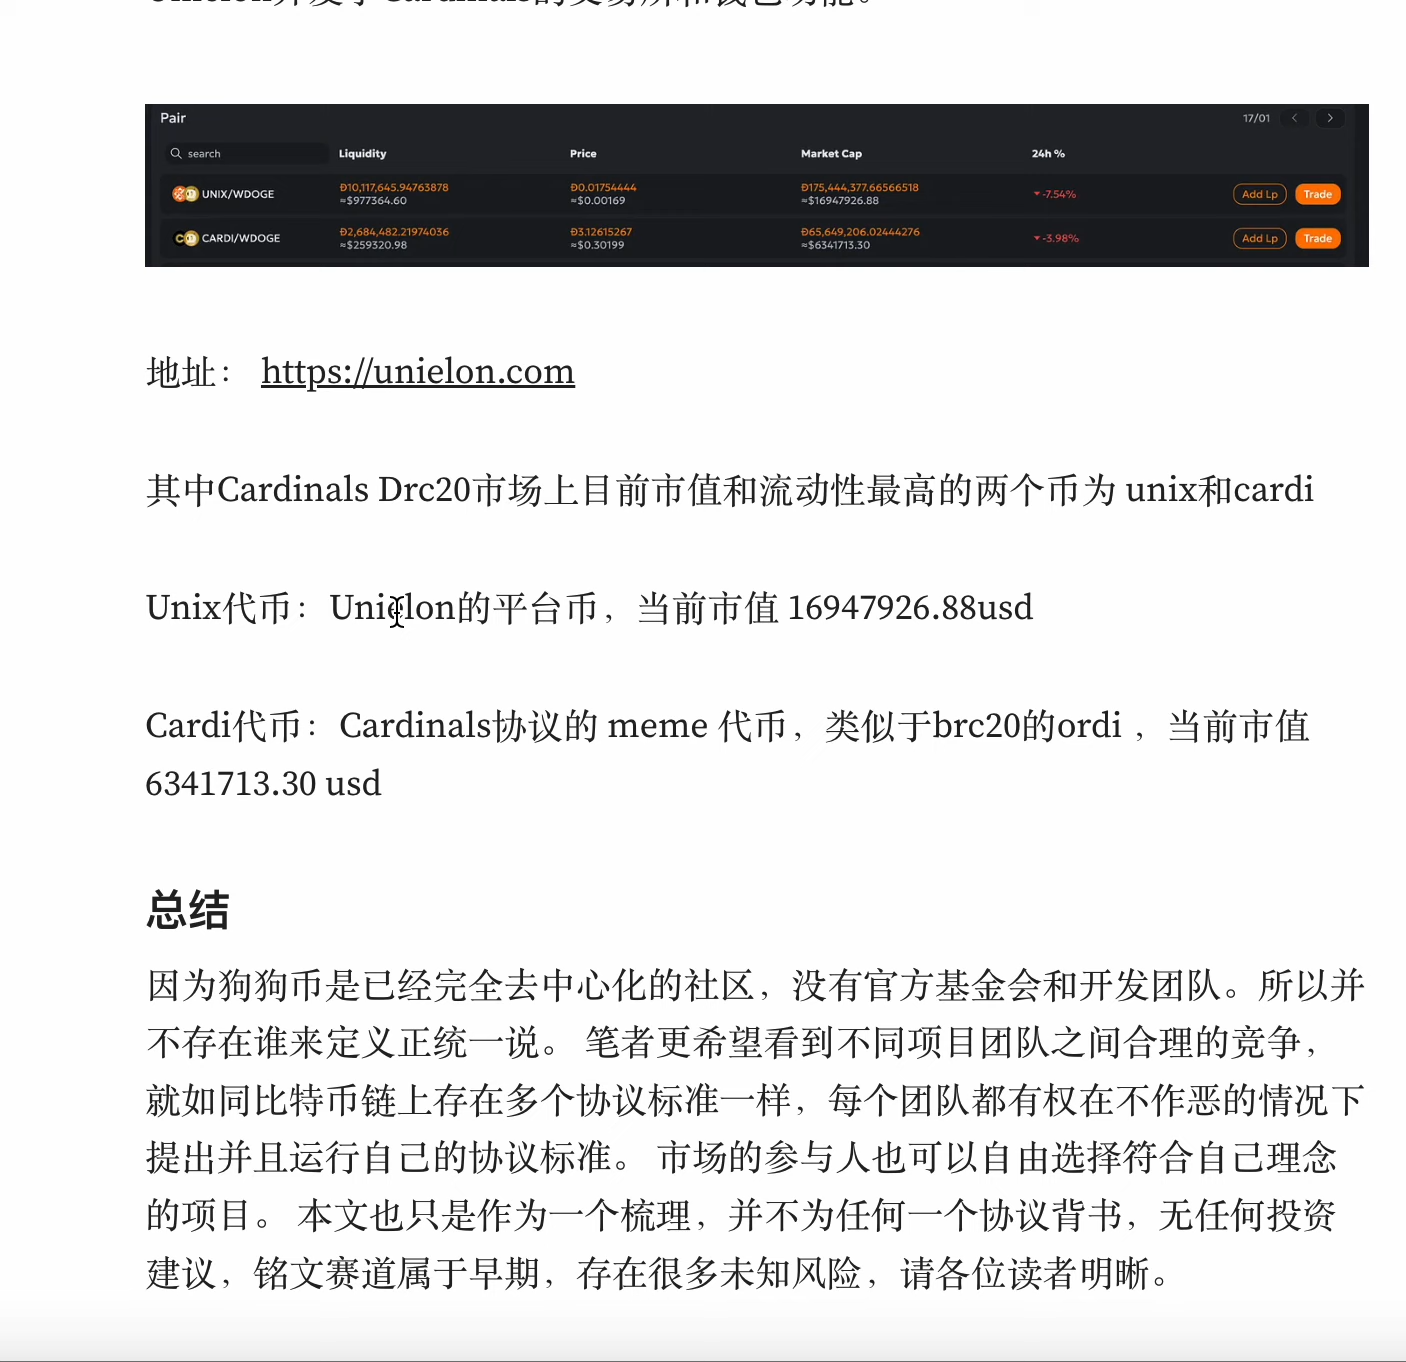 Pair
17/01
search
Liquidity
Price
Market Cap
24h %
UNIX/WDOGE
Ð10,117,645.94763878
≈$977364.60
Ð0.01754444
≈$0.00169
Ð175,444,377.66566518
≈$16947926.88
-7.54%
Add Lp
Trade
CARDI/WDOGE
Ð2,684,482.21974036
≈$259320.98
Ð3.12615267
≈$0.30199
Ð65,649,206.02444276
≈$6341713.30
-3.98%
Add Lp
Trade
地址： https://unielon.com
其中Cardinals Drc20市场上目前市值和流动性最高的两个币为 unix和cardi
Unix代币：Unielon的平台币，当前市值 16947926.88usd
Cardi代币：Cardinals协议的 meme 代币，类似于brc20的ordi ，当前市值
6341713.30 usd
总结
因为狗狗币是已经完全去中心化的社区，没有官方基金会和开发团队。所以并
不存在谁来定义正统一说。 笔者更希望看到不同项目团队之间合理的竞争，
就如同比特币链上存在多个协议标准一样，每个团队都有权在不作恶的情况下
提出并且运行自己的协议标准。 市场的参与人也可以自由选择符合自己理念
的项目。 本文也只是作为一个梳理，并不为任何一个协议背书，无任何投资
建议，铭文赛道属于早期，存在很多未知风险，请各位读者明晰。